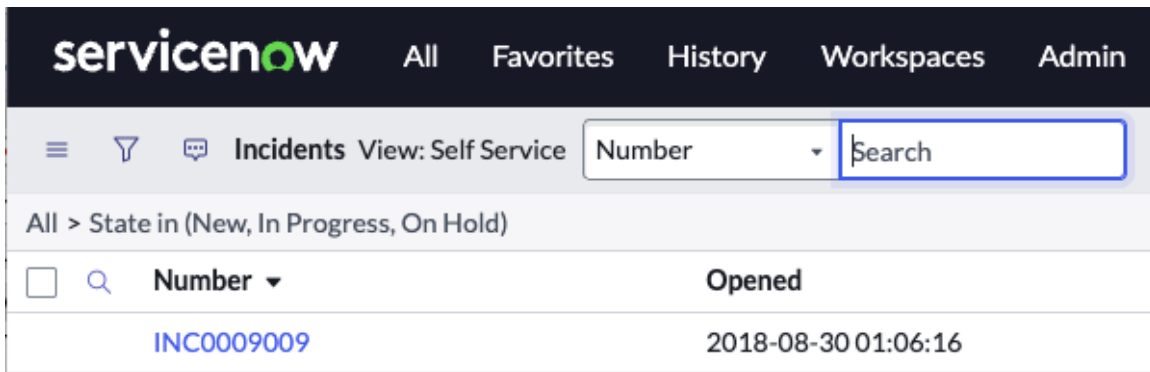 servicenow All Favorites History Workspaces Admin
Incidents View: Self Service Number Search
All > State in (New, In Progress, On Hold)
Number Opened
INC0009009 2018-08-30 01:06:16